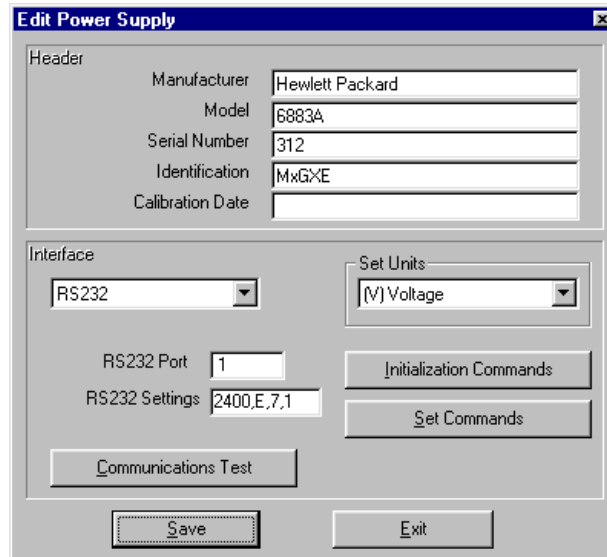 Edit Power Supply
Header
Manufacturer Hewlett Packard
Model 6883A
Serial Number 312
Identification MxGXE
Calibration Date
Interface
RS232
Set Units
(V) Voltage
RS232 Port 1
RS232 Settings 2400,E,7,1
Initialization Commands
Set Commands
Communications Test
Save Exit